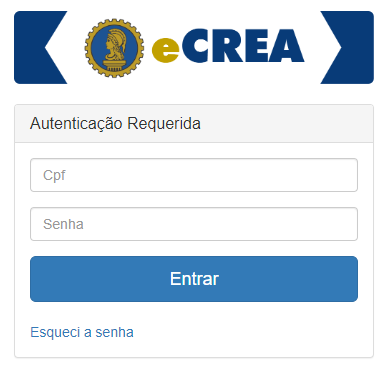 eCREA
Autenticação Requerida
Cpf
Senha
Entrar
Esqueci a senha